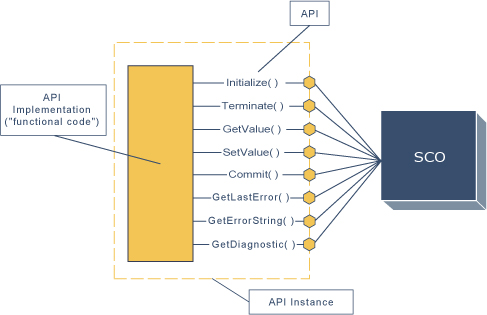 API
API
Implementation
("functional code")
Initialize( )
Terminate( )
GetValue( )
SetValue( )
Commit( )
GetLastError( )
GetErrorString( )
GetDiagnostic( )
SCO
API Instance